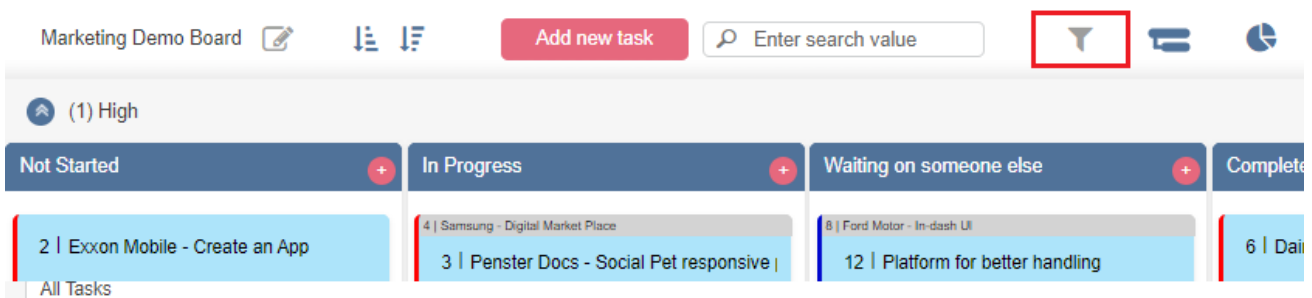 Marketing Demo Board
Add new task
Enter search value
(1) High
Not Started
+
In Progress
+
Waiting on someone else
+
Complete
2 | Exxon Mobile - Create an App
4 | Samsung - Digital Market Place
3 | Penster Docs - Social Pet responsive
8 | Ford Motor - In-dash UI
12 | Platform for better handling
6 |
All Tasks